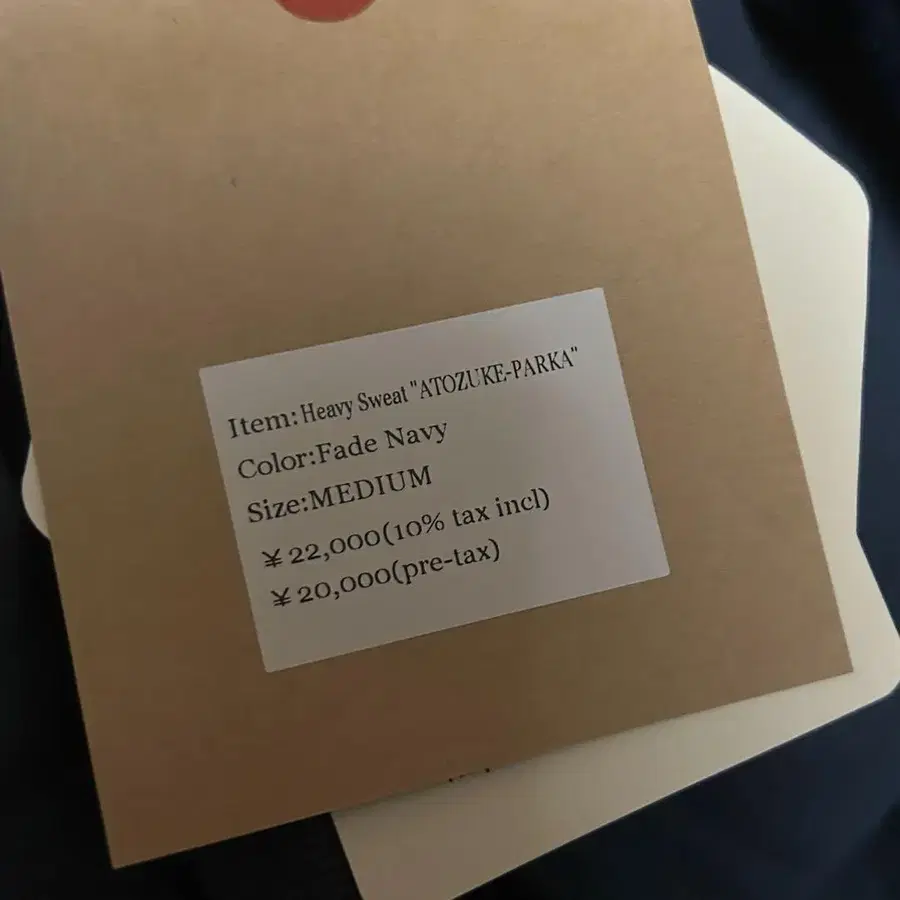 Item:Heavy Sweat "ATOZUKE-PARKA"
Color:Fade Navy
Size:MEDIUM
¥22,000(10% tax incl)
¥20,000(pre-tax)